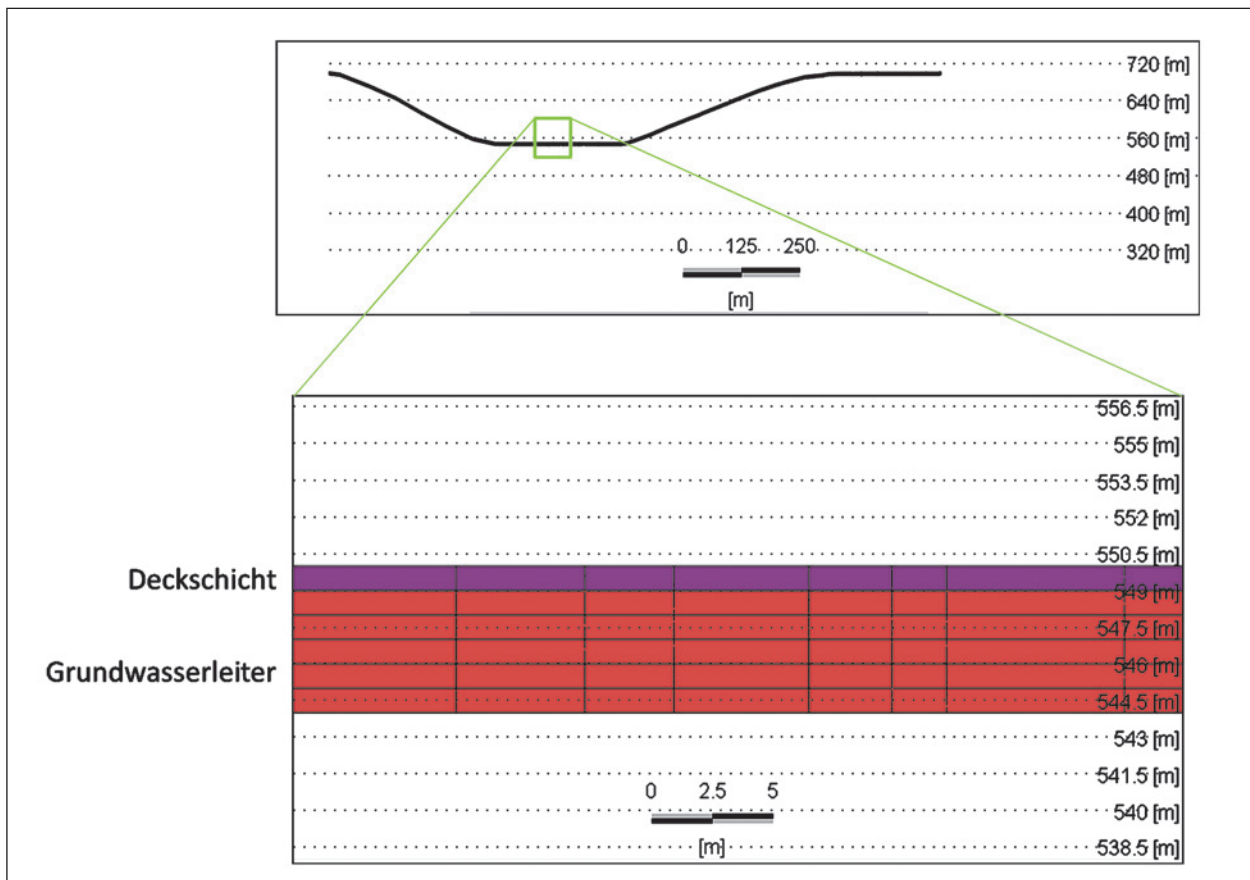 720 [m]
640 [m]
560 [m]
480 [m]
400 [m]
320 [m]
0 125 250
[m]
556.5 [m]
555 [m]
553.5 [m]
552 [m]
550.5 [m]
Deckschicht
549 [m]
547.5 [m]
Grundwasserleiter
546 [m]
544.5 [m]
543 [m]
541.5 [m]
540 [m]
538.5 [m]
0 2.5 5
[m]